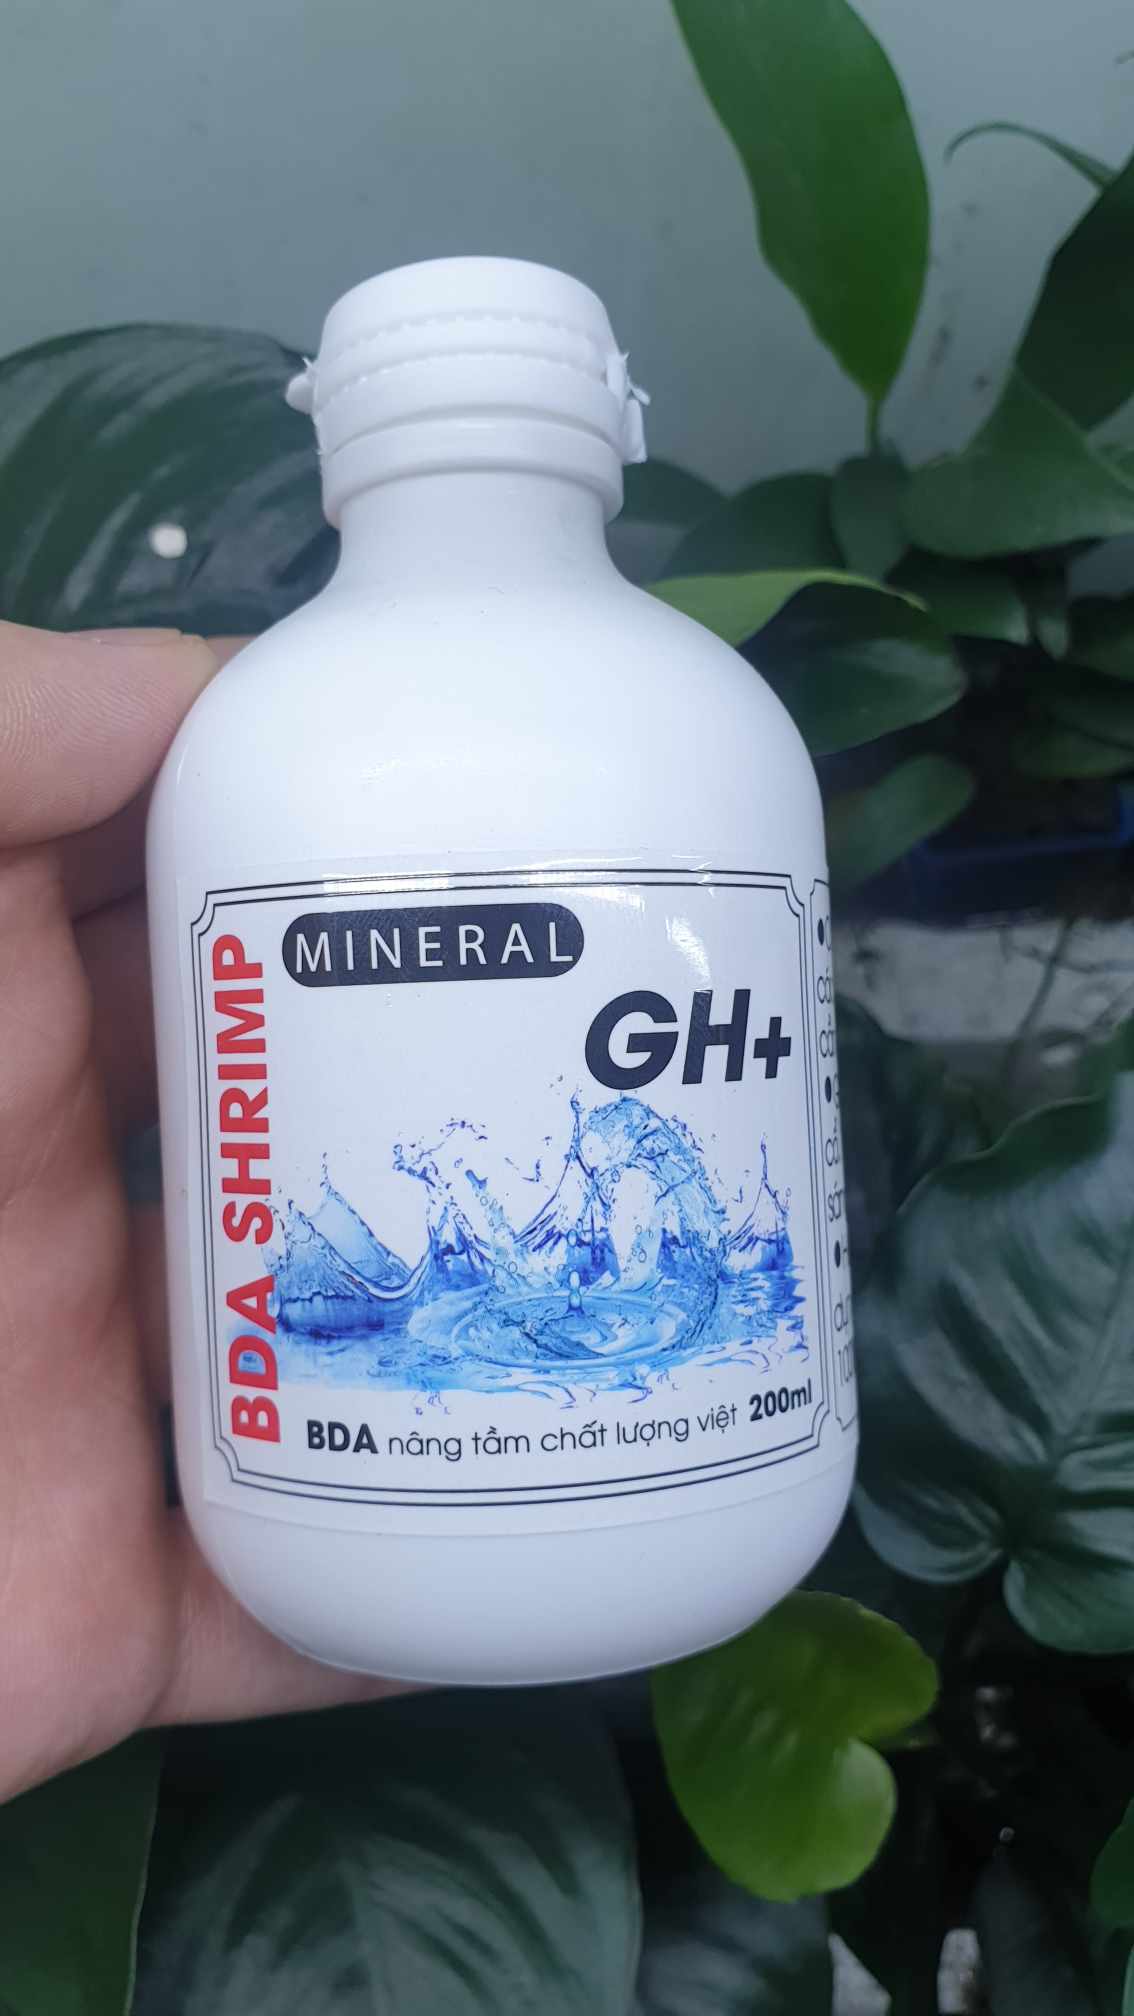 MINERAL
GH+
BDA SHRIMP
BDA nâng tầm chất lượng việt 200ml